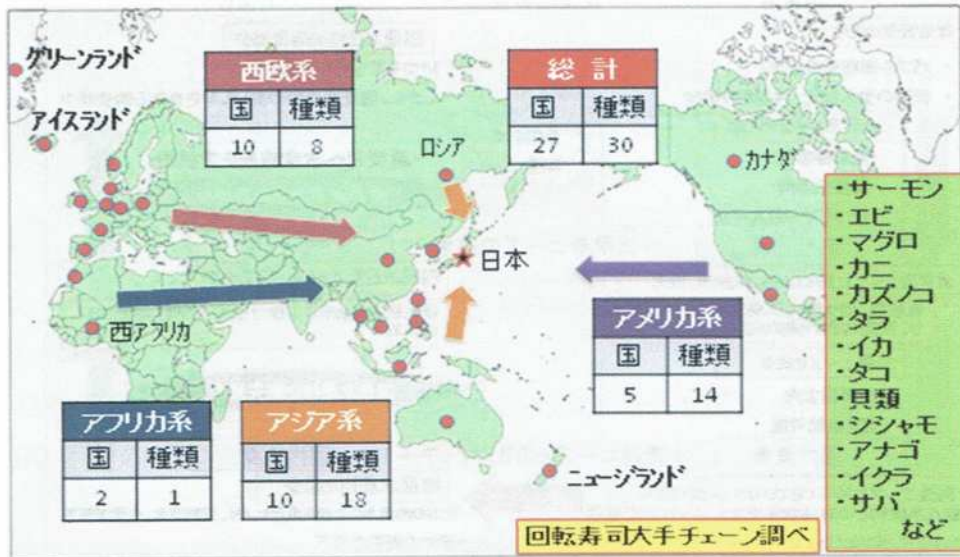 グリーンランド
アイスランド
西欧系
国 種類
10 8
総計
国 種類
27 30
ロシア
カナダ
日本
西アフリカ
アメリカ系
国 種類
5 14
アフリカ系
国 種類
2 1
アジア系
国 種類
10 18
ニュージランド
・サーモン
・エビ
・マグロ
・カニ
・カズノコ
・タラ
・イカ
・タコ
・貝類
・シシャモ
・アナゴ
・イクラ
・サバ
など
回転寿司大手チェーン調べ